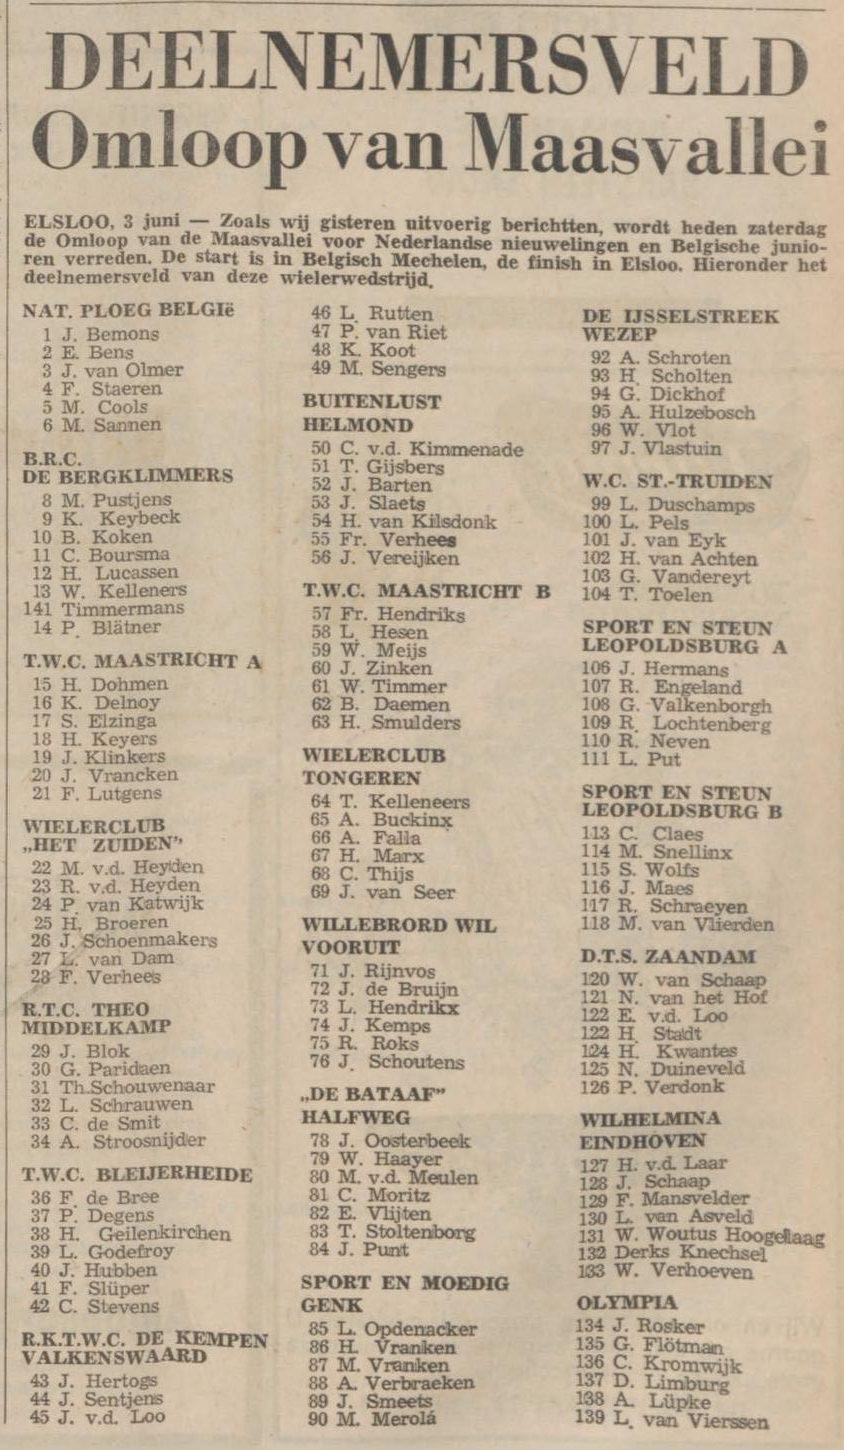 DEELNEMERSVELD
Omloop van Maasvallei
ELSLOO, 3 juni — Zoals wij gisteren uitvoerig berichtten, wordt heden zaterdag
de Omloop van de Maasvallei voor Nederlandse nieuwelingen en Belgische junio-
ren verreden. De start is in Belgisch Mechelen, de finish in Elsloo. Hieronder het
deelnemersveld van deze wielerwedstrijd.
NAT. PLOEG BELGIë
1 J. Bemons
2 E. Bens
3 J. van Olmer
4 F. Staeren
5 M. Cools
6 M. Sannen
B.R.C.
DE BERGKLIMMERS
8 M. Pustjens
9 K. Keybeck
10 B. Koken
11 C. Boursma
12 H. Lucassen
13 W. Kelleners
141 Timmermans
14 P. Blätner
T.W.C. MAASTRICHT A
15 H. Dohmen
16 K. Delnoy
17 S. Elzinga
18 H. Keyers
19 J. Klinkers
20 J. Vrancken
21 F. Lutgens
WIELERCLUB
„HET ZUIDEN”
22 M. v.d. Heyden
23 R. v.d. Heyden
24 P. van Katwijk
25 H. Broeren
26 J. Schoenmakers
27 L. van Dam
28 F. Verhees
R.T.C. THEO
MIDDELKAMP
29 J. Blok
30 G. Paridaen
31 Th.Schouwenaar
32 L. Schrauwen
33 C. de Smit
34 A. Stroosnijder
T.W.C. BLEIJERHEIDE
36 F. de Bree
37 P. Degens
38 H. Geilenkirchen
39 L. Godefroy
40 J. Hubben
41 F. Slüper
42 C. Stevens
R.K.T.W.C. DE KEMPEN
VALKENSWAARD
43 J. Hertogs
44 J. Sentjens
45 J. v.d. Loo
46 L. Rutten
47 P. van Riet
48 K. Koot
49 M. Sengers
BUITENLUST
HELMOND
50 C. v.d. Kimmenade
51 T. Gijsbers
52 J. Barten
53 J. Slaets
54 H. van Kilsdonk
55 Fr. Verhees
56 J. Vereijken
T.W.C. MAASTRICHT B
57 Fr. Hendriks
58 L. Hesen
59 W. Meijs
60 J. Zinken
61 W. Timmer
62 B. Daemen
63 H. Smulders
WIELERCLUB
TONGEREN
64 T. Kelleneers
65 A. Buckinx
66 A. Falla
67 H. Marx
68 C. Thijs
69 J. van Seer
WILLEBRORD WIL
VOORUIT
71 J. Rijnvos
72 J. de Bruijn
73 L. Hendrikx
74 J. Kemps
75 R. Roks
76 J. Schoutens
„DE BATAAF”
HALFWEG
78 J. Oosterbeek
79 W. Haayer
80 M. v.d. Meulen
81 C. Moritz
82 E. Vlijten
83 T. Stoltenborg
84 J. Punt
SPORT EN MOEDIG
GENK
85 L. Opdenacker
86 H. Vranken
87 M. Vranken
88 A. Verbraeken
89 J. Smeets
90 M. Merolá
DE IJSSELSTREEK
WEZEP
92 A. Schroten
93 H. Scholten
94 G. Dickhof
95 A. Hulzebosch
96 W. Vlot
97 J. Vlastuin
W.C. ST.-TRUIDEN
99 L. Duschamps
100 L. Pels
101 J. van Eyk
102 H. van Achten
103 G. Vandereyt
104 T. Toelen
SPORT EN STEUN
LEOPOLDSBURG A
106 J. Hermans
107 R. Engeland
108 G. Valkenborgh
109 R. Lochtenberg
110 R. Neven
111 L. Put
SPORT EN STEUN
LEOPOLDSBURG B
113 C. Claes
114 M. Snellinx
115 S. Wolfs
116 J. Maes
117 R. Schraeyen
118 M. van Vlierden
D.T.S. ZAANDAM
120 W. van Schaap
121 N. van het Hof
122 E. v.d. Loo
122 H. Stadt
124 H. Kwantes
125 N. Duineveld
126 P. Verdonk
WILHELMINA
EINDHOVEN
127 H. v.d. Laar
128 J. Schaap
129 F. Mansvelder
130 L. van Asveld
131 W. Woutus Hoogellaag
132 Derks Knechsel
133 W. Verhoeven
OLYMPIA
134 J. Rosker
135 G. Flötman
136 C. Kromwijk
137 D. Limburg
138 A. Lüpke
139 L. van Vierssen